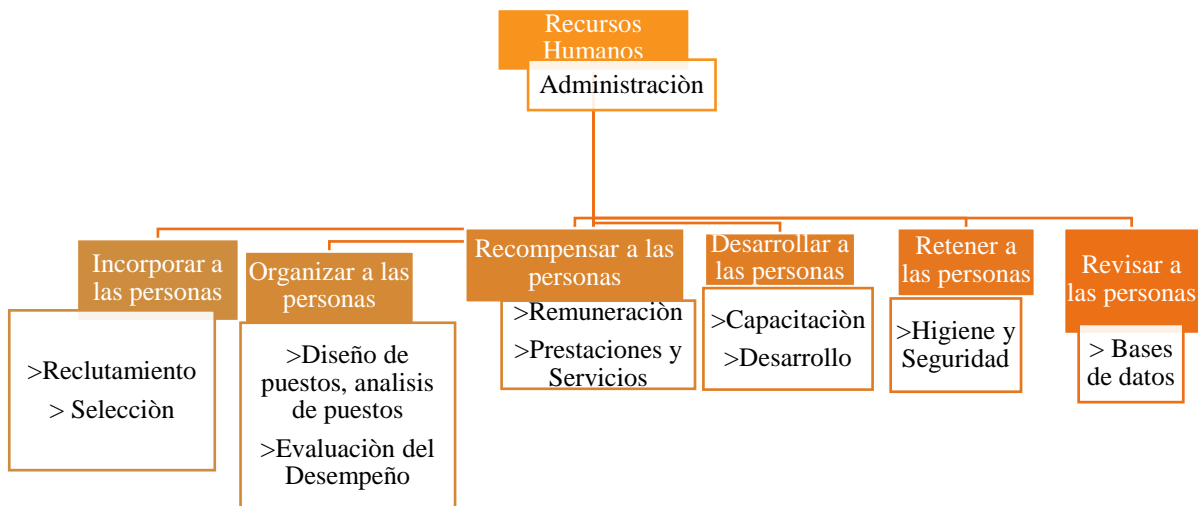 Recursos
Humanos
Administraciòn
Incorporar a
las personas
>Reclutamiento
> Selecciòn
Organizar a las
personas
>Diseño de
puestos, analisis
de puestos
>Evaluaciòn del
Desempeño
Recompensar a las
personas
>Remuneraciòn
>Prestaciones y
Servicios
Desarrollar a
las personas
>Capacitaciòn
>Desarrollo
Retener a
las personas
>Higiene y
Seguridad
Revisar a
las personas
> Bases
de datos